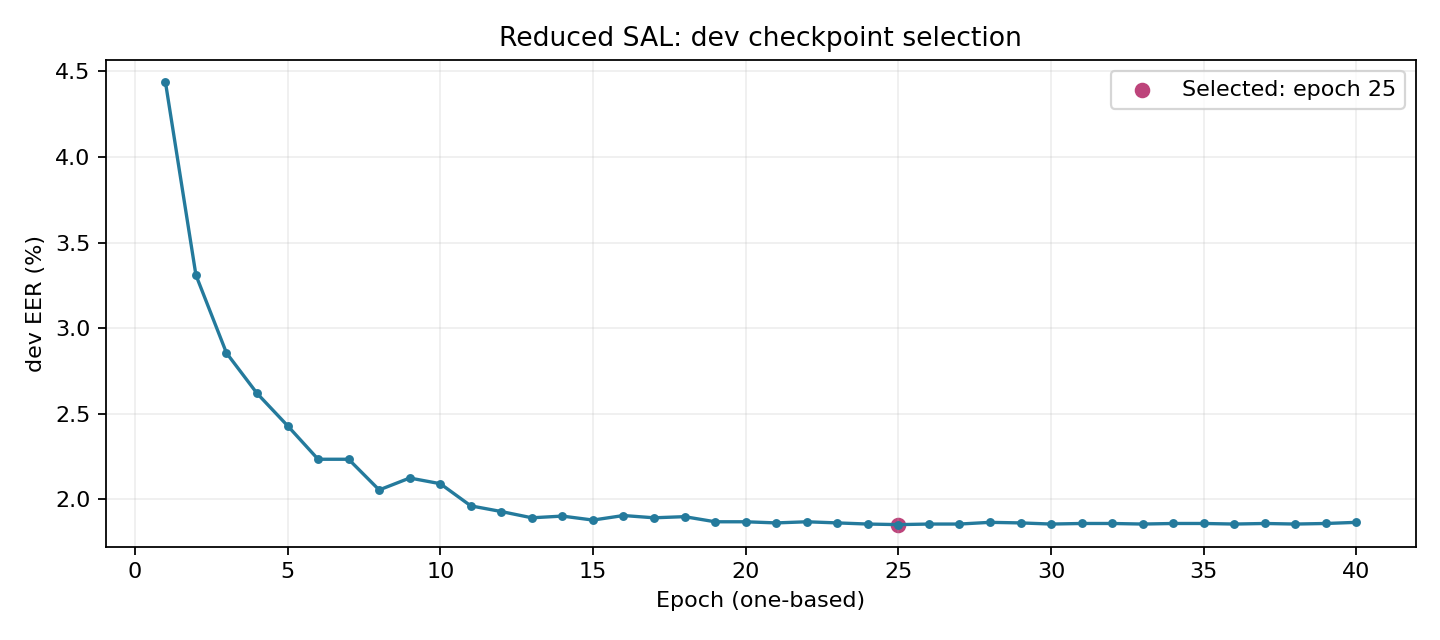 Reduced SAL: dev checkpoint selection
Selected: epoch 25
dev EER (%)
4.5
4.0
3.5
3.0
2.5
2.0
0 5 10 15 20 25 30 35 40
Epoch (one-based)